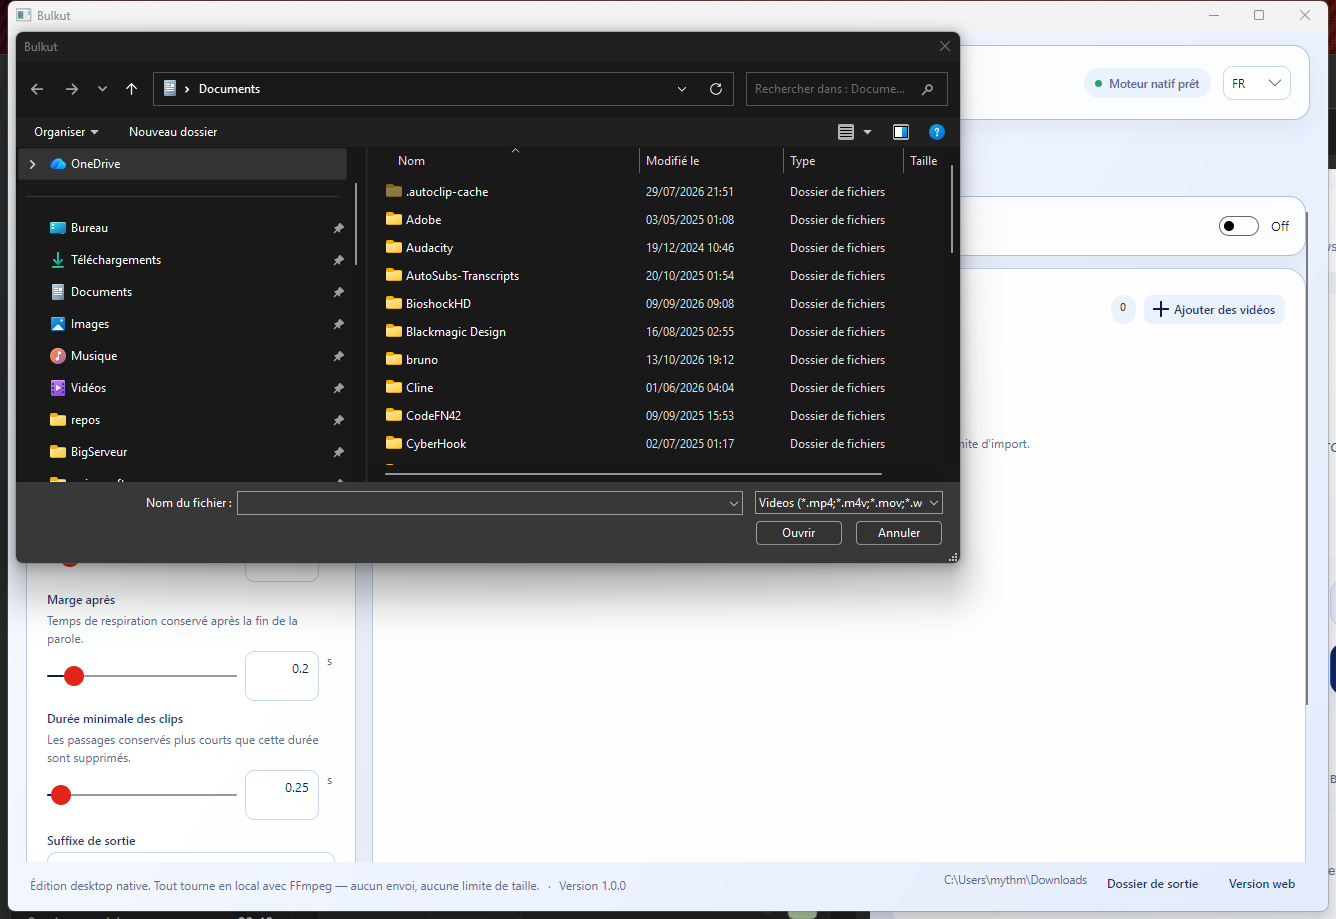 Bulkut
Bulkut
Documents
Rechercher dans : Docume...
Moteur natif prêt
FR
Organiser
Nouveau dossier
OneDrive
Nom
Modifié le
Type
Taille
.autoclip-cache
29/07/2026 21:51
Dossier de fichiers
Adobe
03/05/2025 01:08
Dossier de fichiers
Bureau
Off
Audacity
19/12/2024 10:46
Dossier de fichiers
Téléchargements
AutoSubs-Transcripts
20/10/2025 01:54
Dossier de fichiers
Documents
BioshockHD
09/09/2026 09:08
Dossier de fichiers
0
Ajouter des vidéos
Images
Blackmagic Design
16/08/2025 02:55
Dossier de fichiers
Musique
bruno
13/10/2026 19:12
Dossier de fichiers
Vidéos
Cline
01/06/2026 04:04
Dossier de fichiers
repos
CodeFN42
09/09/2025 15:53
Dossier de fichiers
BigServeur
CyberHook
02/07/2025 01:17
Dossier de fichiers
d'import.
Nom du fichier :
Videos (*.mp4;*.m4v;*.mov;*.w
Ouvrir
Annuler
Marge après
Temps de respiration conservé après la fin de la
parole.
0.2
s
Durée minimale des clips
Les passages conservés plus courts que cette durée
sont supprimés.
0.25
s
Suffixe de sortie
Édition desktop native. Tout tourne en local avec FFmpeg — aucun envoi, aucune limite de taille. · Version 1.0.0
C:\Users\mythm\Downloads
Dossier de sortie
Version web